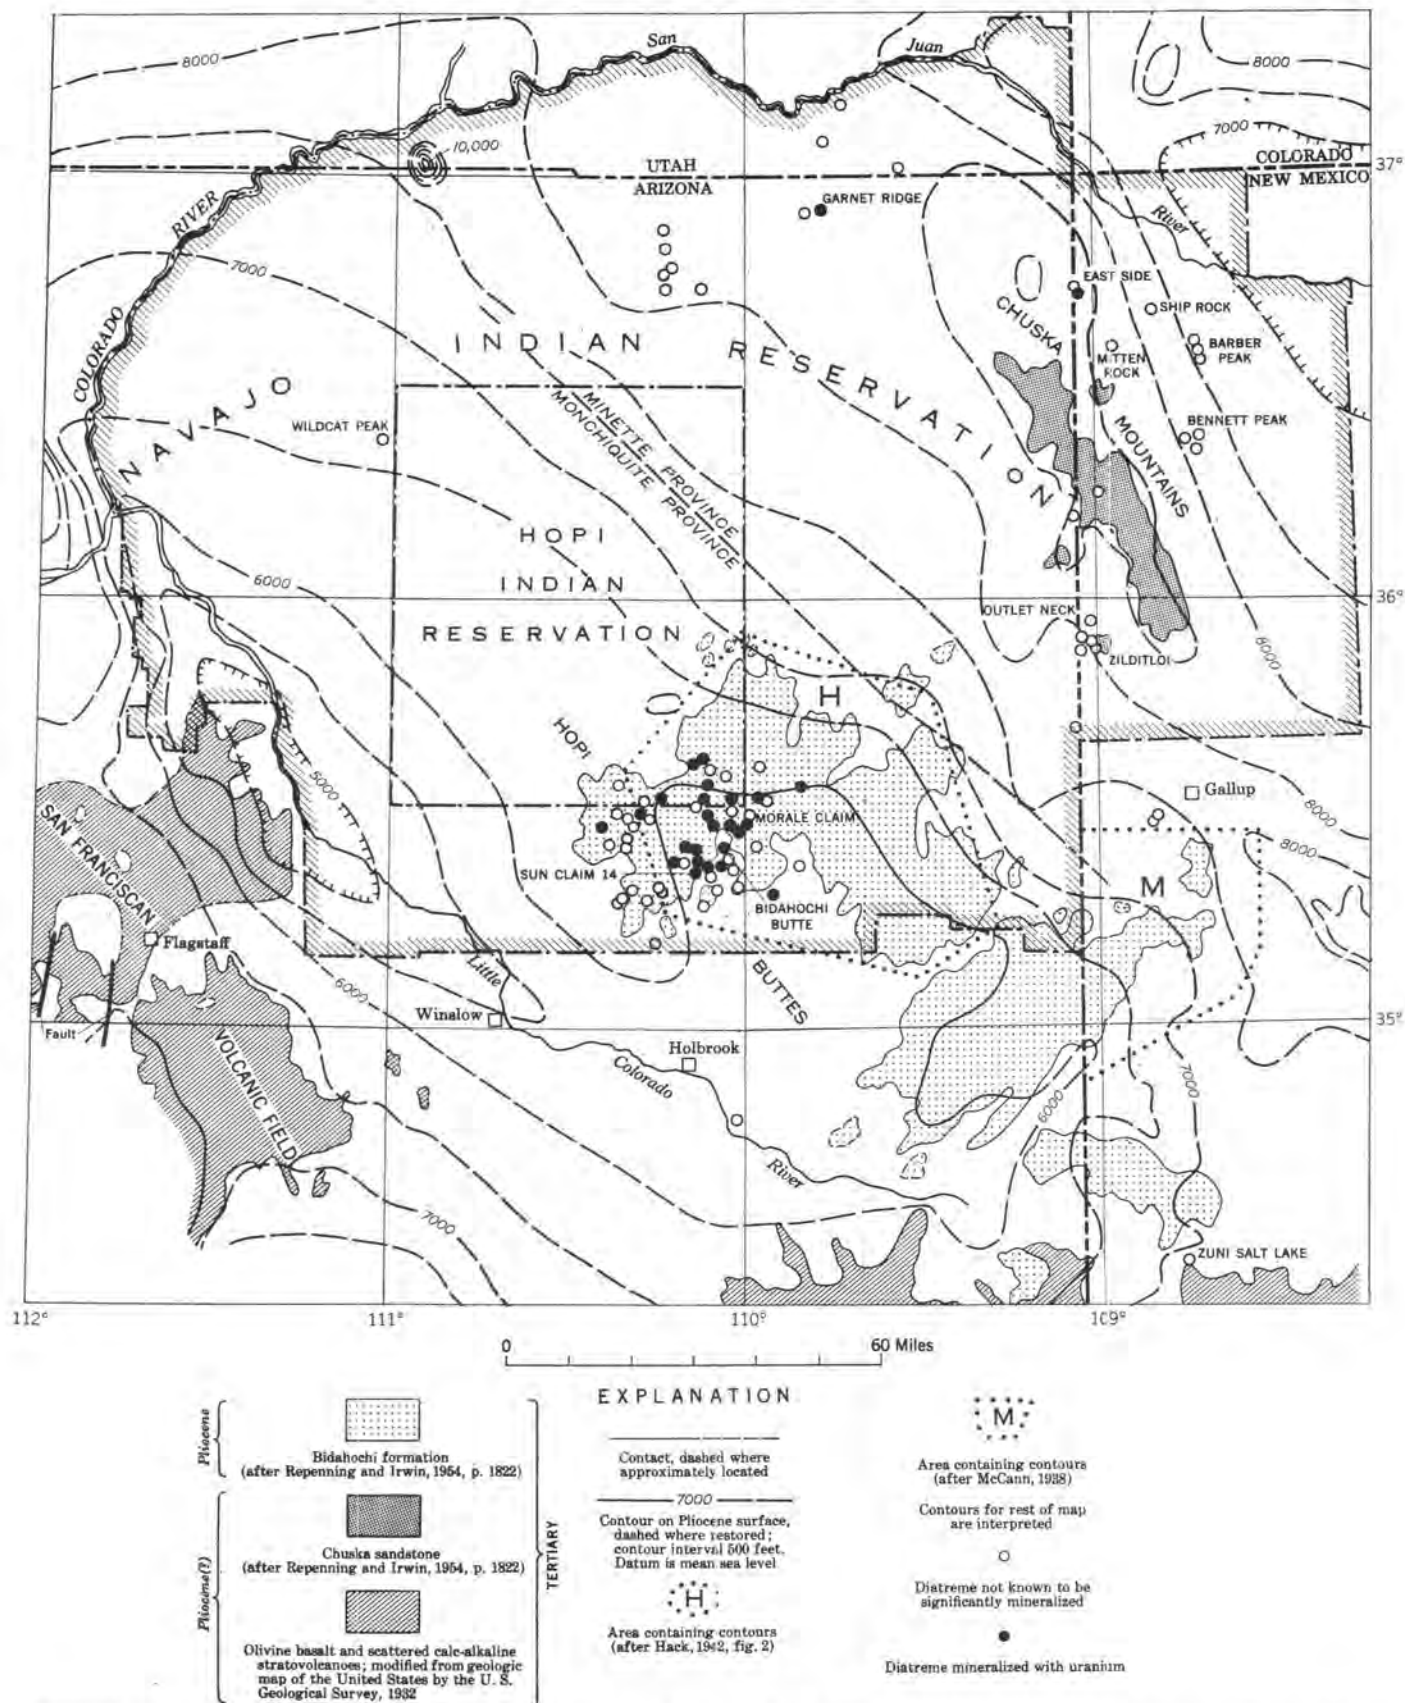 8000
San
Juan
8000
7000
10,000
UTAH
ARIZONA
COLORADO
NEW MEXICO
37°
RIVER
GARNET RIDGE
River
7000
EAST SIDE
SHIP ROCK
COLORADO
CHUSKA
INDIAN RESERVATION
MITTEN
ROCK
BARBER
PEAK
NAVAJO
MINETTE PROVINCE
MONCHIQUITE PROVINCE
WILDCAT PEAK
BENNETT PEAK
MOUNTAINS
HOPI
INDIAN
RESERVATION
6000
36°
OUTLET NECK
ZILDITLOI
8000
H
HOPI
5000
Gallup
8000
8000
MORALE CLAIM
SAN FRANCISCAN
SUN CLAIM 14
M
BIDAHOCHI
BUTTE
Flagstaff
Little
BUTTES
6000
Winslow
35°
Fault
VOLCANIC FIELD
Holbrook
Colorado
7000
6000
River
7000
ZUNI SALT LAKE
112°
111°
110°
109°
0
60 Miles
EXPLANATION
Pliocene
Bidahochi formation
(after Repenning and Irwin, 1954, p. 1822)
Pliocene(?)
Chuska sandstone
(after Repenning and Irwin, 1954, p. 1822)
Olivine basalt and scattered calc-alkaline
stratovolcanoes; modified from geologic
map of the United States by the U. S.
Geological Survey, 1932
TERTIARY
Contact, dashed where
approximately located
7000
Contour on Pliocene surface,
dashed where restored;
contour interval 500 feet.
Datum is mean sea level
H
Area containing contours
(after Hack, 1942, fig. 2)
M
Area containing contours
(after McCann, 1938)
Contours for rest of map
are interpreted
Diatreme not known to be
significantly mineralized
Diatreme mineralized with uranium